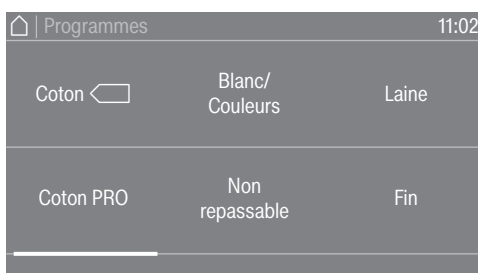 | Programmes 11:02
Coton
Blanc/
Couleurs
Laine
Coton PRO
Non
repassable
Fin